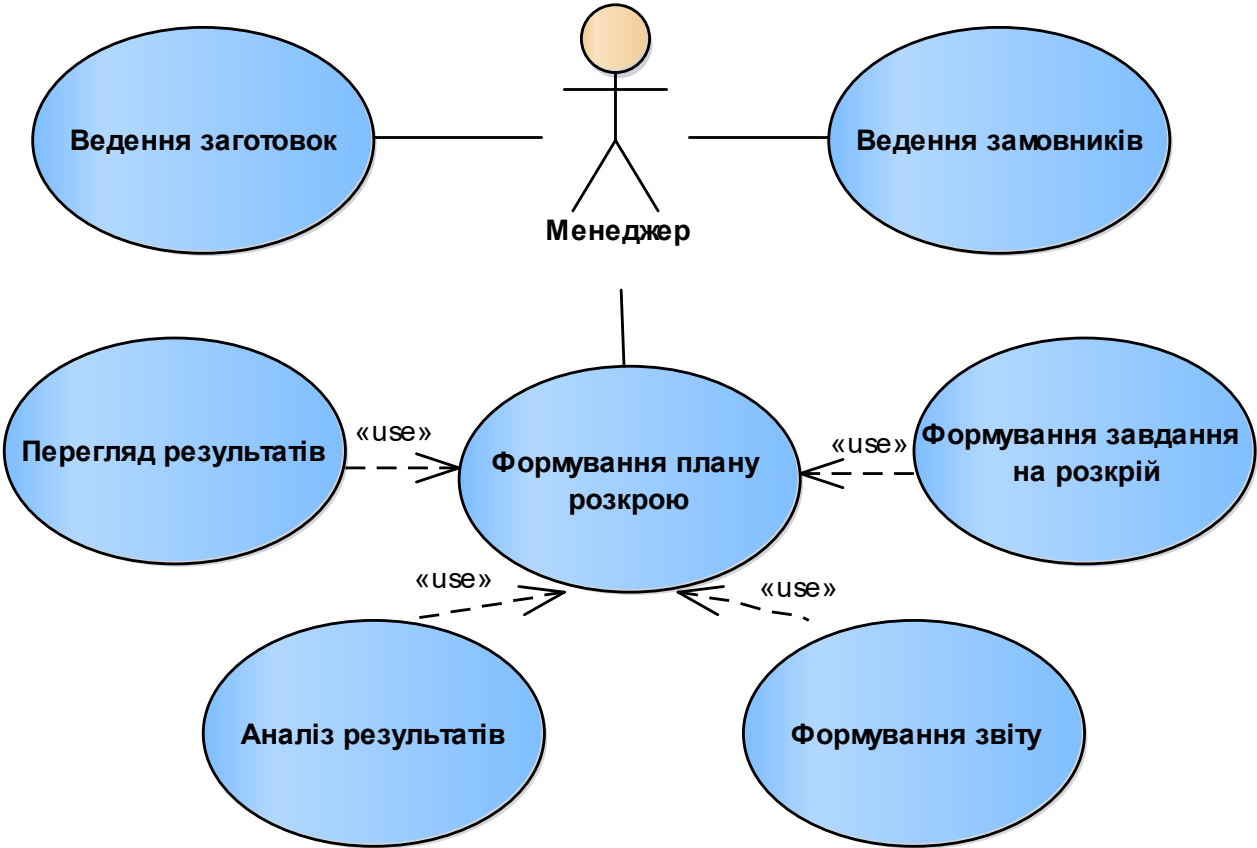 Ведення заготовок
Ведення замовників
Менеджер
Перегляд результатів
«use»
Формування плану
розкрою
«use»
Формування завдання
на розкрій
«use»
«use»
Аналіз результатів
Формування звіту